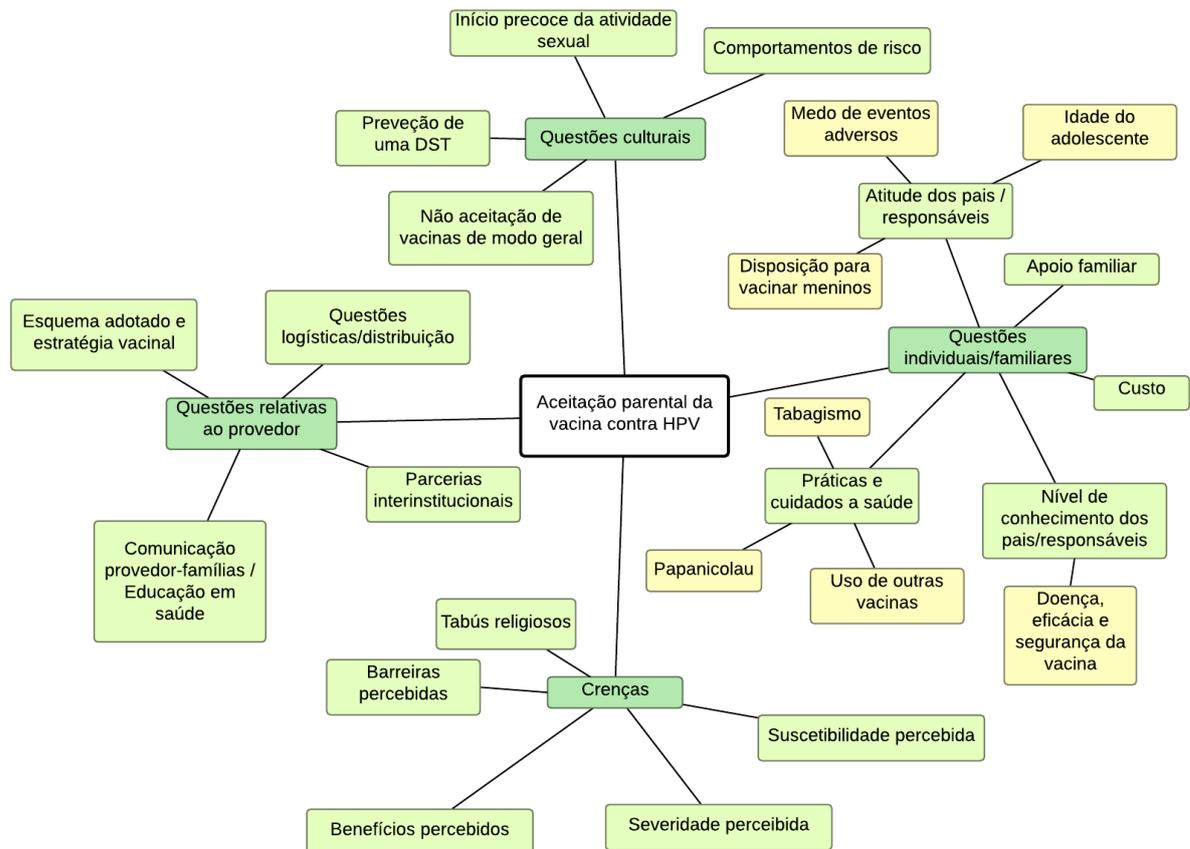 Início precoce da atividade
sexual
Comportamentos de risco
Preveção de
uma DST
Questões culturais
Não aceitação de
vacinas de modo geral
Medo de eventos
adversos
Idade do
adolescente
Atitude dos pais /
responsáveis
Disposição para
vacinar meninos
Apoio familiar
Questões
individuais/familiares
Custo
Esquema adotado e
estratégia vacinal
Questões
logísticas/distribuição
Questões relativas
ao provedor
Parcerias
interinstitucionais
Comunicação
provedor-famílias /
Educação em
saúde
Aceitação parental da
vacina contra HPV
Tabagismo
Práticas e
cuidados a saúde
Papanicolau
Uso de outras
vacinas
Nível de
conhecimento dos
pais/responsáveis
Doença,
eficácia e
segurança da
vacina
Tabús religiosos
Barreiras
percebidas
Crenças
Suscetibilidade percebida
Benefícios percebidos
Severidade perceibida